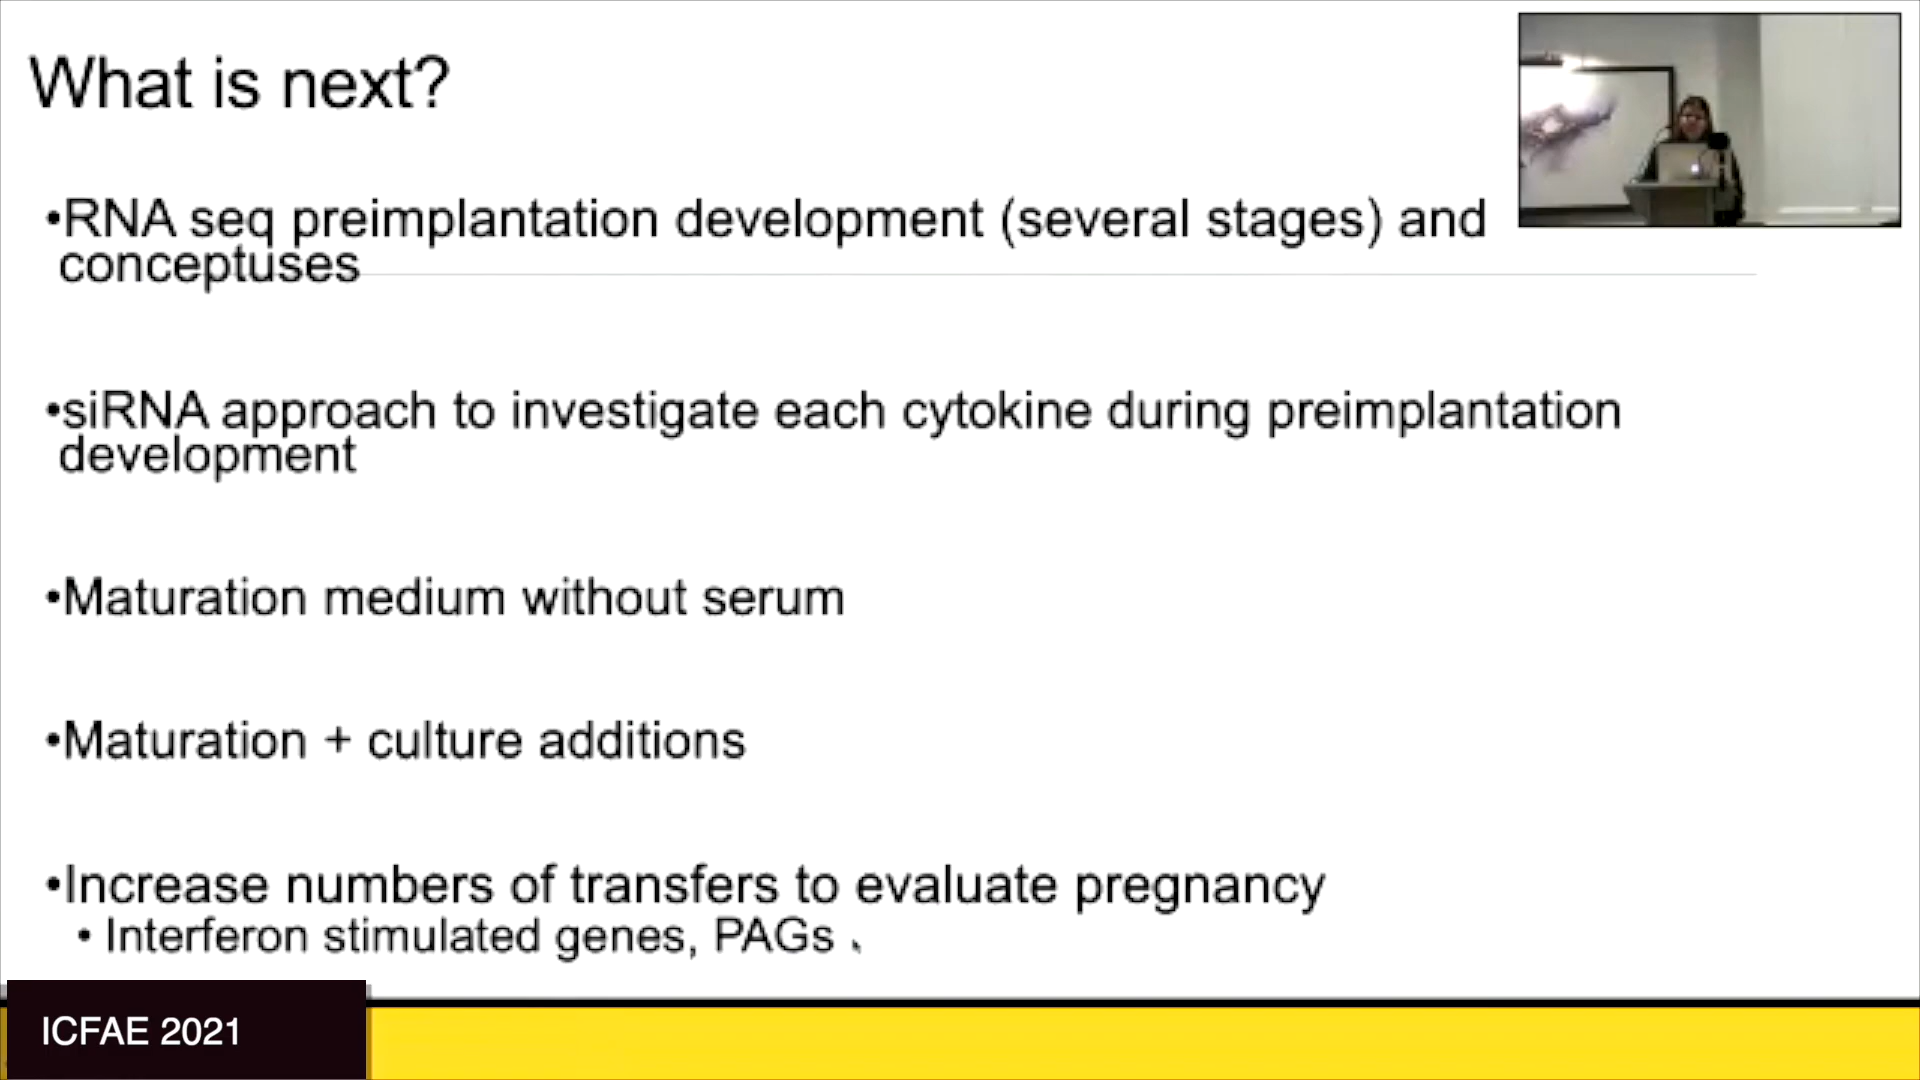 What is next?
•RNA seq preimplantation development (several stages) and
conceptuses
•siRNA approach to investigate each cytokine during preimplantation
development
•Maturation medium without serum
•Maturation + culture additions
•Increase numbers of transfers to evaluate pregnancy
• Interferon stimulated genes, PAGs
ICFAE 2021